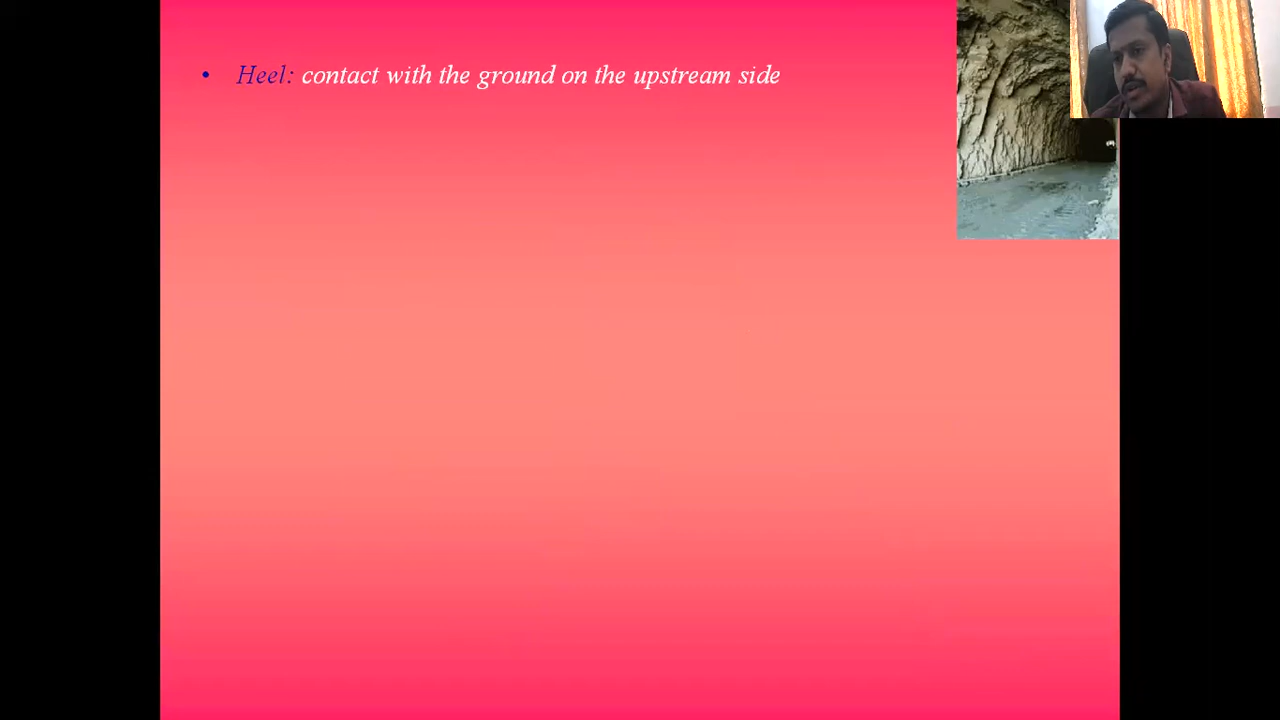 • Heel: contact with the ground on the upstream side